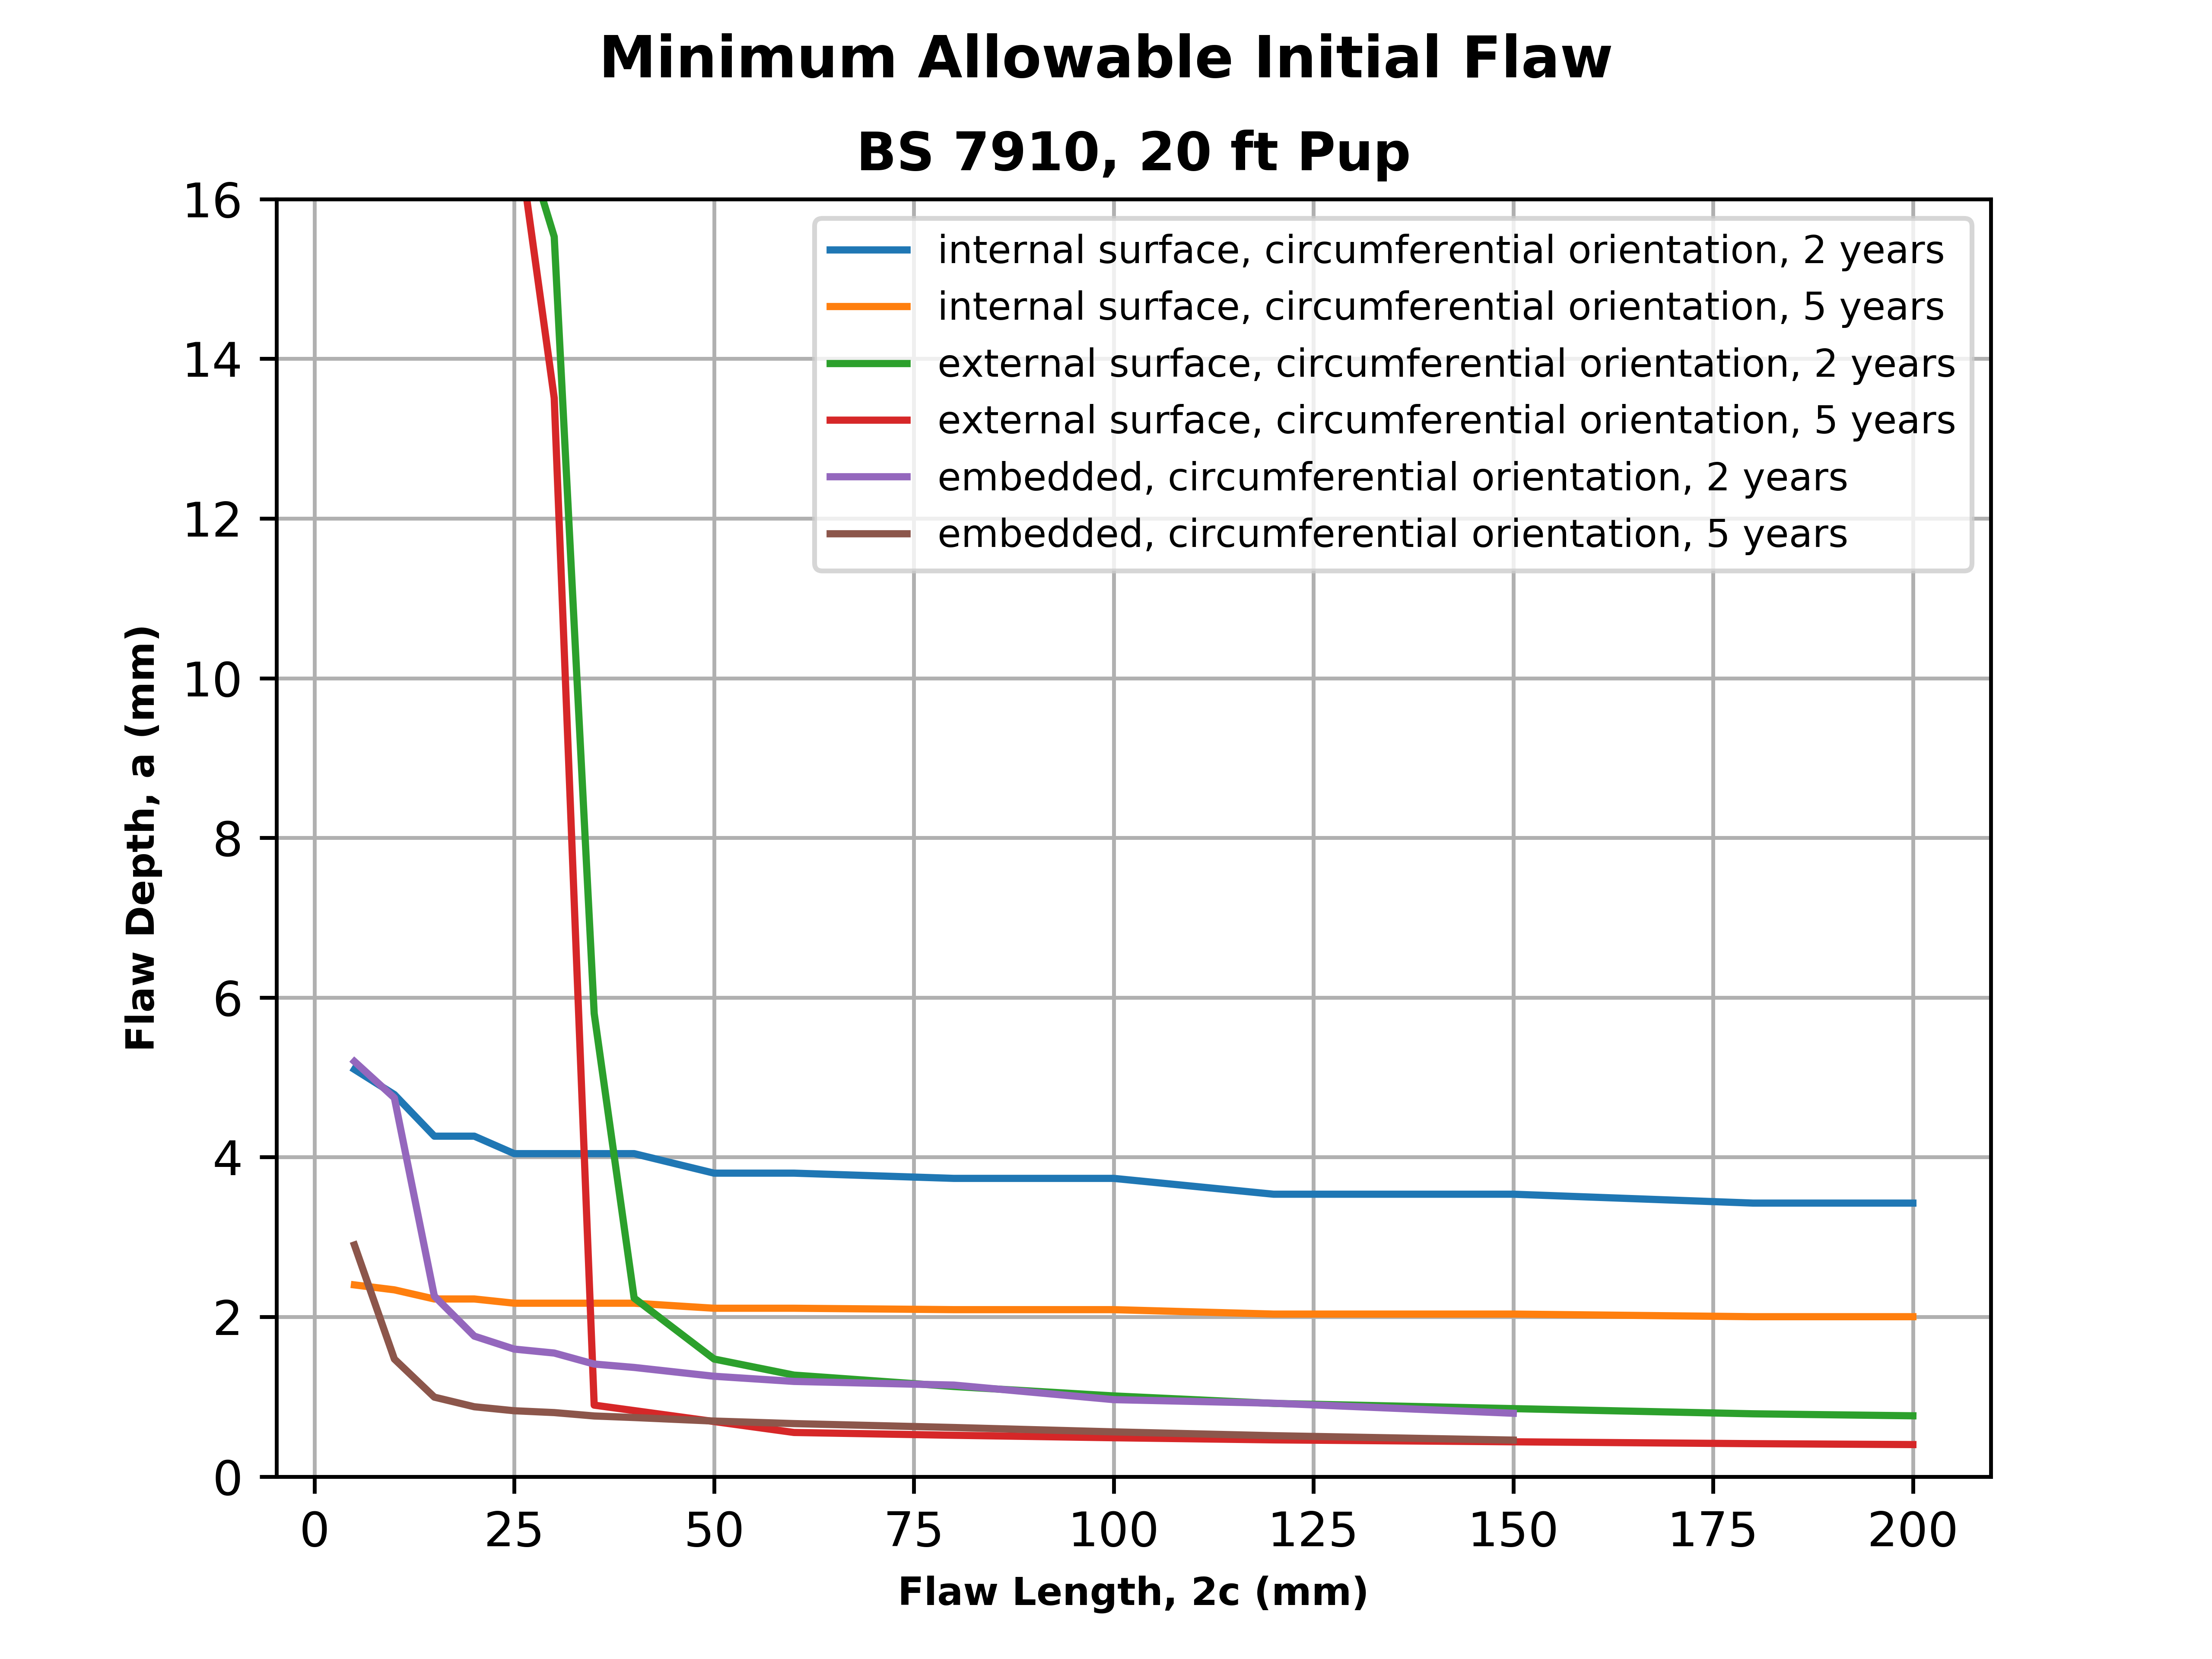 Minimum Allowable Initial Flaw
BS 7910, 20 ft Pup
16
14
12
10
8
6
4
2
0
Flaw Depth, a (mm)
internal surface, circumferential orientation, 2 years
internal surface, circumferential orientation, 5 years
external surface, circumferential orientation, 2 years
external surface, circumferential orientation, 5 years
embedded, circumferential orientation, 2 years
embedded, circumferential orientation, 5 years
0 25 50 75 100 125 150 175 200
Flaw Length, 2c (mm)